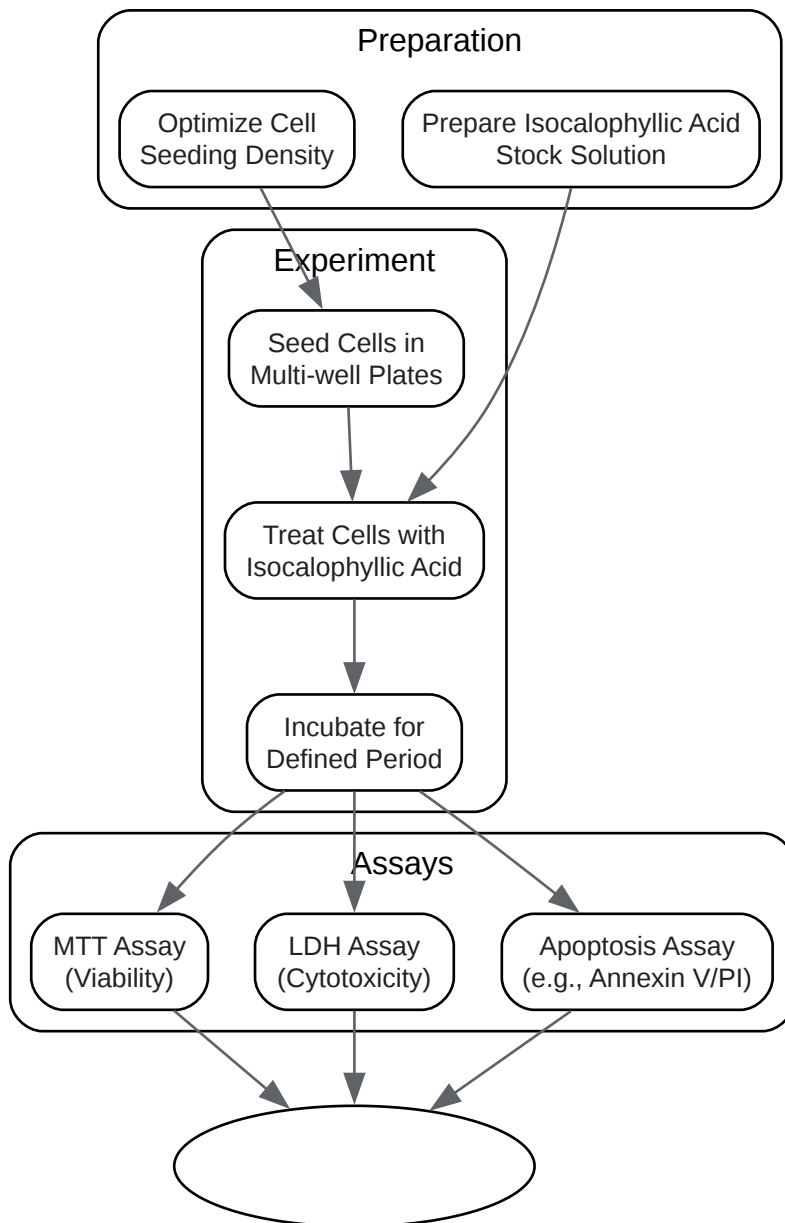 Preparation
Optimize Cell
Seeding Density
Prepare Isocalophyllic Acid
Stock Solution
Experiment
Seed Cells in
Multi-well Plates
Treat Cells with
Isocalophyllic Acid
Incubate for
Defined Period
Assays
MTT Assay
(Viability)
LDH Assay
(Cytotoxicity)
Apoptosis Assay
(e.g., Annexin V/PI)